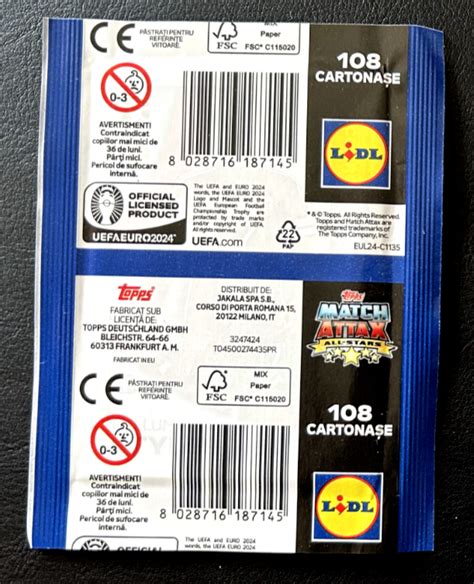 CE
PĂSTRAȚI PENTRU
REFERINȚE
VIITOARE.
MIX
Paper
FSC
FSC® C115020
108
CARTONAȘE
0-3
AVERTISMENT!
Contraindicat
copiilor mai mici de
36 de luni.
Părți mici.
Pericol de sufocare
internă.
8 028716 187145
LIDL
OFFICIAL
LICENSED
PRODUCT
UEFAEURO2024™
The UEFA and EURO 2024
words, the UEFA EURO 2024
Logo and Mascot and the
UEFA European Football
Championship Trophy are
protected by trade marks
and/or copyright of UEFA.
All rights reserved.
UEFA.com
22
PAP
* & © Topps. All Rights Reserved.
Topps and Match Attax are
registered trademarks of
The Topps Company, Inc.
EUL24-C1135
Topps
FABRICAT SUB
LICENȚĂ DE:
TOPPS DEUTSCHLAND GMBH
BLEICHSTR. 64-66
60313 FRANKFURT A. M.
FABRICAT ÎN EU
DISTRIBUIT DE:
JAKALA SPA S.B.,
CORSO DI PORTA ROMANA 15,
20122 MILANO, IT
3247424
T04S00274435PR
Topps
MATCH
ATTAX
ALL-STARS
CE
PĂSTRAȚI PENTRU
REFERINȚE
VIITOARE.
FSC
MIX
Paper
FSC® C115020
108
CARTONAȘE
0-3
AVERTISMENT!
Contraindicat
copiilor mai mici de
36 de luni.
Părți mici.
Pericol de sufocare
internă.
8 028716 187145
LIDL
OFFICIAL
The UEFA and EURO 2024
words, the UEFA EURO 2024